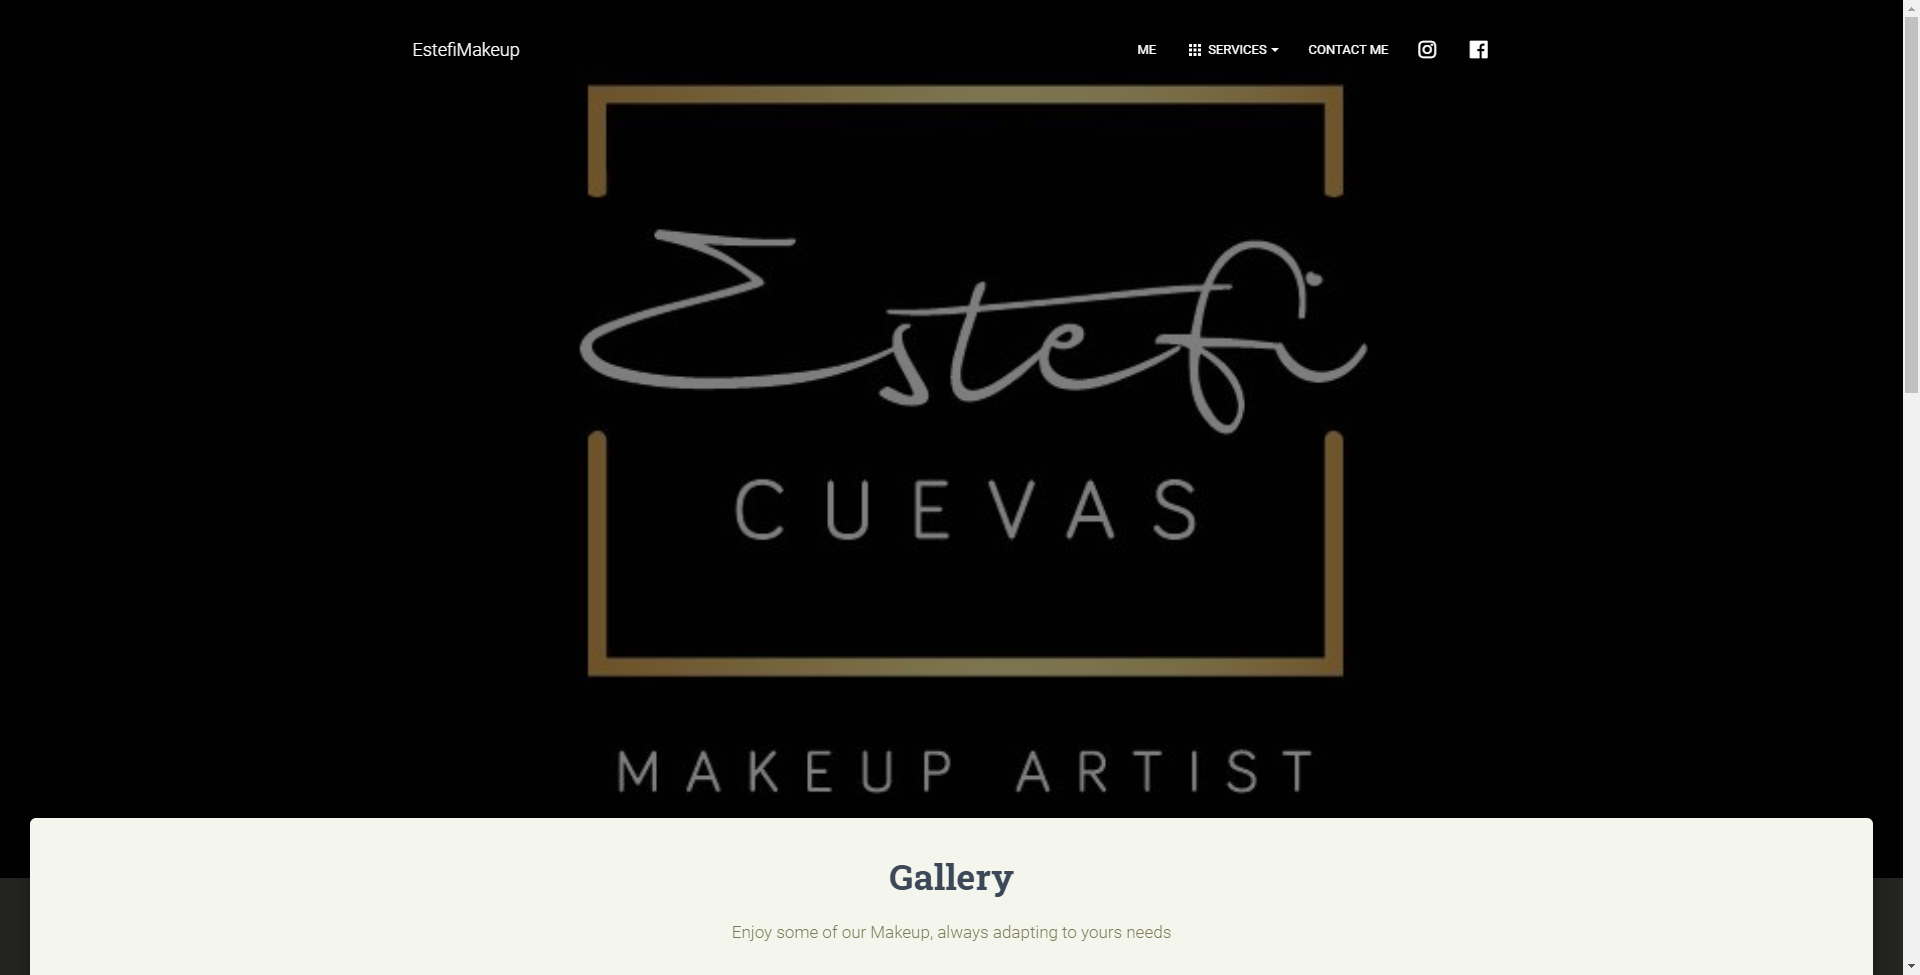 EstefiMakeup
ME
SERVICES
CONTACT ME
Estefi
CUEVAS
MAKEUP ARTIST
Gallery
Enjoy some of our Makeup, always adapting to yours needs